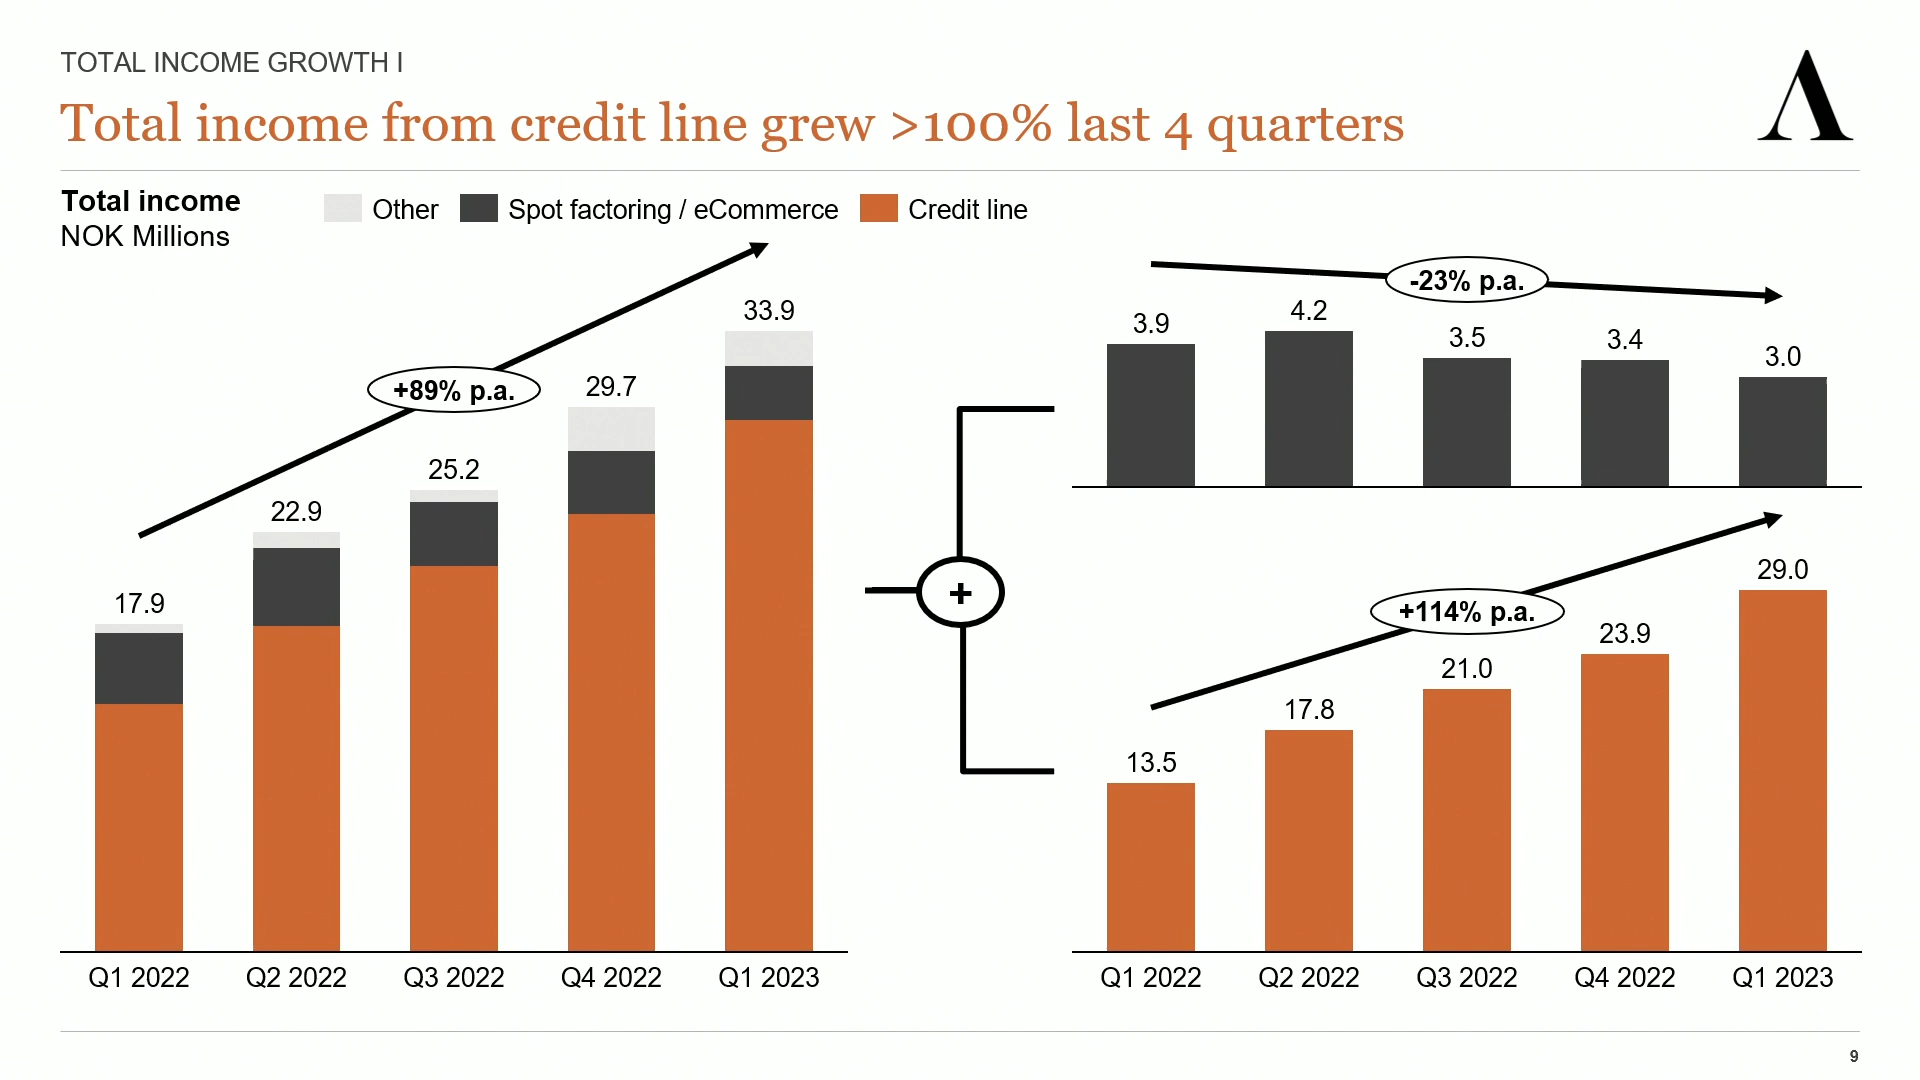 TOTAL INCOME GROWTH I
Total income from credit line grew >100% last 4 quarters
Total income
NOK Millions
Other
Spot factoring / eCommerce
Credit line
+89% p.a.
17.9
22.9
25.2
29.7
33.9
Q1 2022
Q2 2022
Q3 2022
Q4 2022
Q1 2023
+
-23% p.a.
3.9
4.2
3.5
3.4
3.0
+114% p.a.
13.5
17.8
21.0
23.9
29.0
Q1 2022
Q2 2022
Q3 2022
Q4 2022
Q1 2023
9